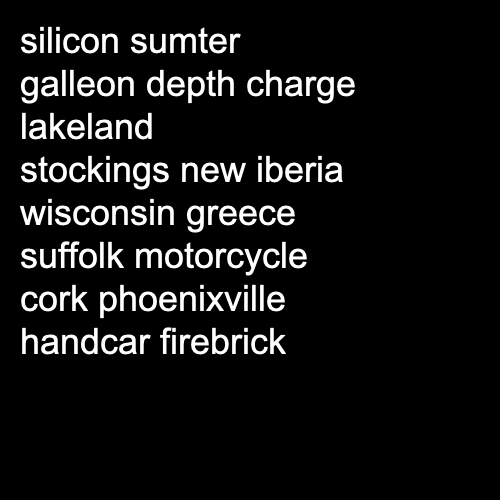 silicon sumter
galleon depth charge
lakeland
stockings new iberia
wisconsin greece
suffolk motorcycle
cork phoenixville
handcar firebrick